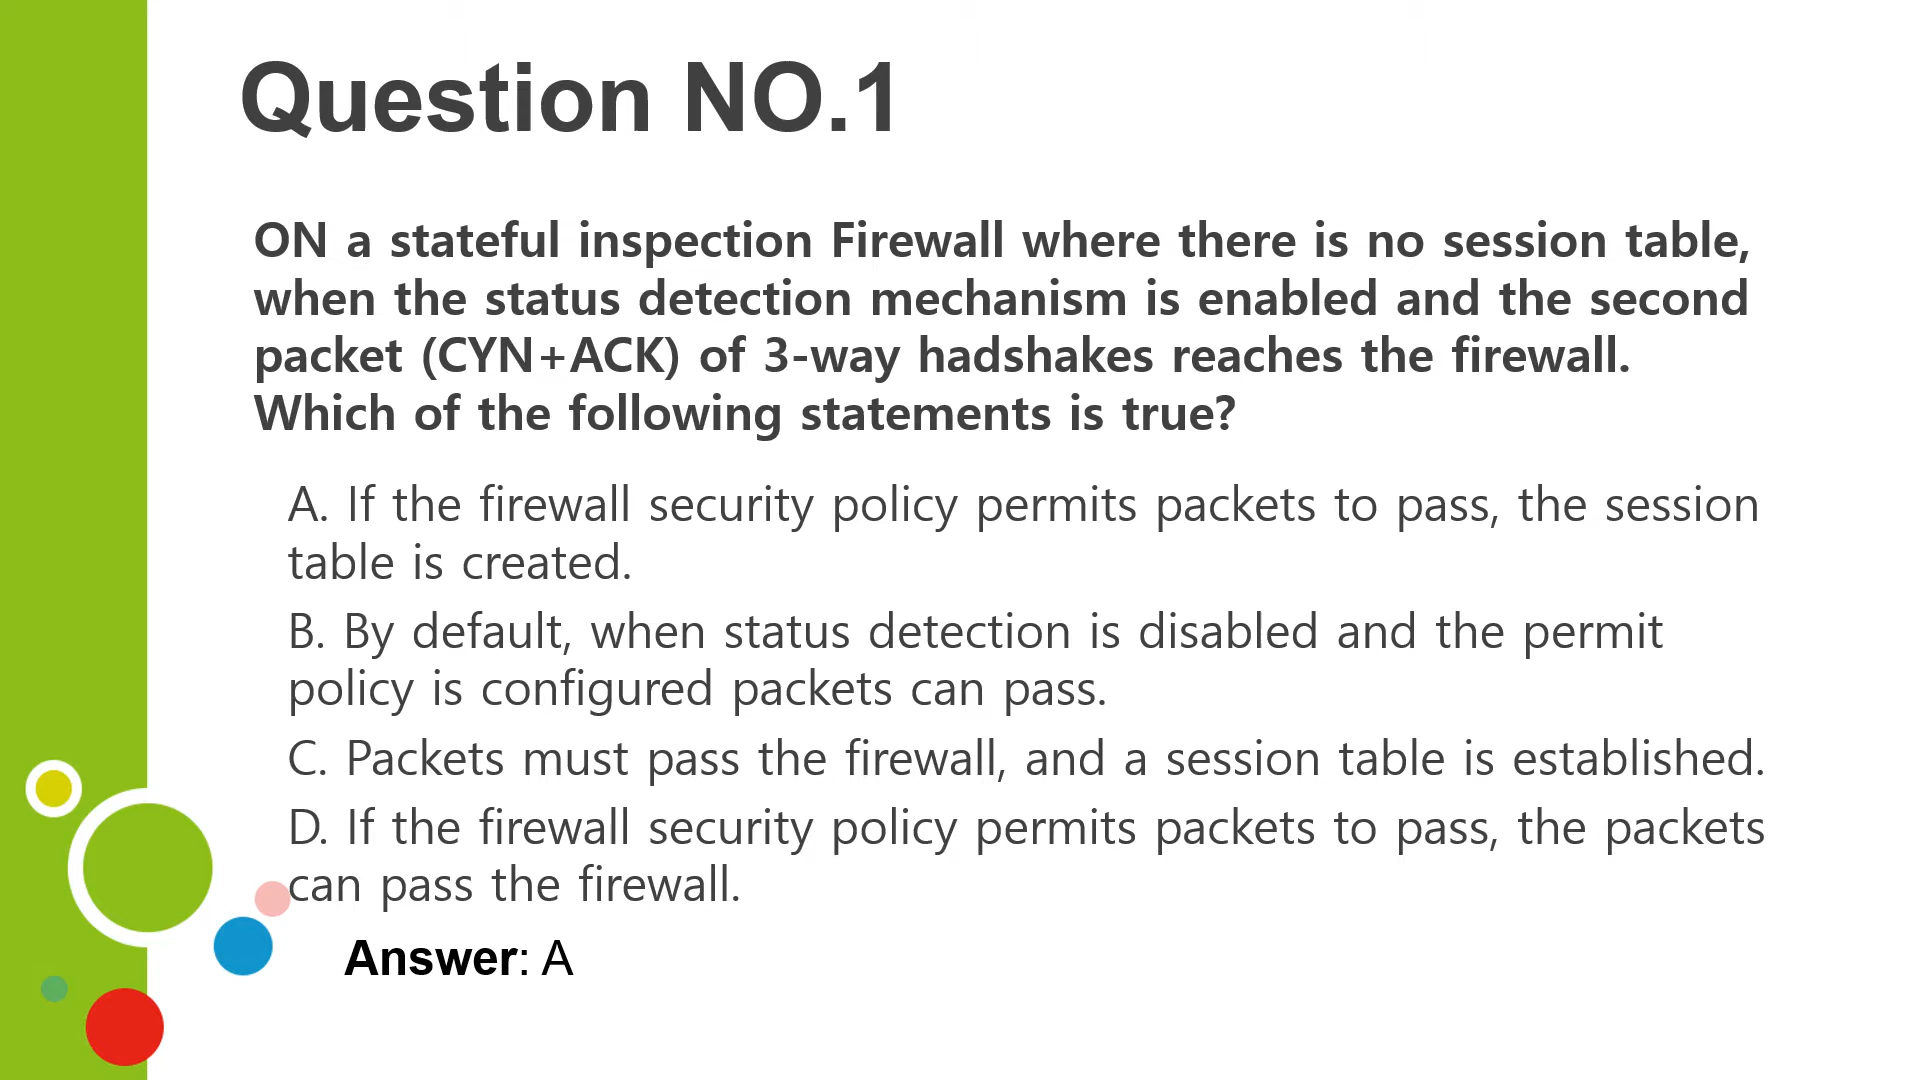 Question NO.1
ON a stateful inspection Firewall where there is no session table,
when the status detection mechanism is enabled and the second
packet (CYN+ACK) of 3-way hadshakes reaches the firewall.
Which of the following statements is true?
A. If the firewall security policy permits packets to pass, the session
table is created.
B. By default, when status detection is disabled and the permit
policy is configured packets can pass.
C. Packets must pass the firewall, and a session table is established.
D. If the firewall security policy permits packets to pass, the packets
can pass the firewall.
Answer: A